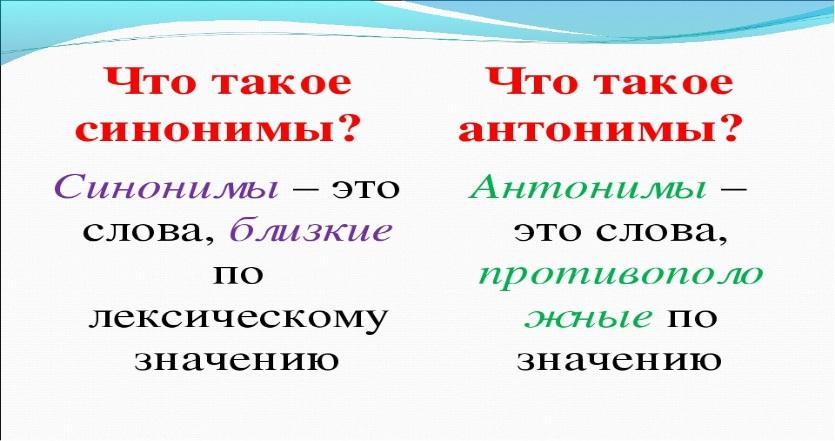 Что такое
синонимы?
Синонимы – это
слова, близкие
по
лексическому
значению
Что такое
антонимы?
Антонимы –
это слова,
противополо
жные по
значению